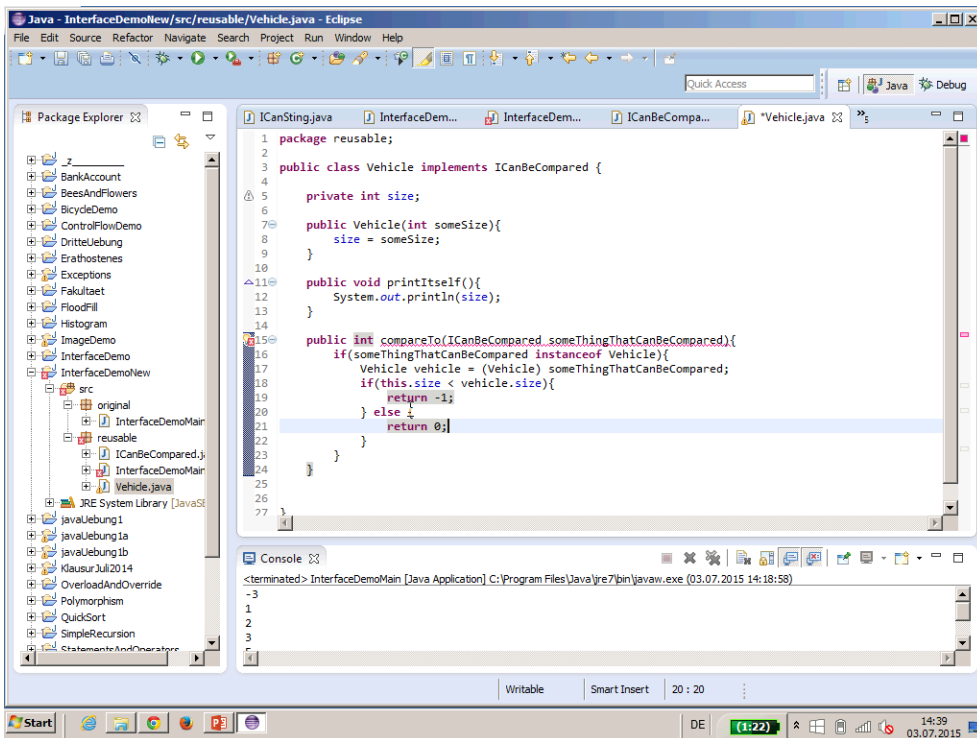 Java - InterfaceDemoNew/src/reusable/Vehicle.java - Eclipse
File Edit Source Refactor Navigate Search Project Run Window Help
Quick Access
Java
Debug
Package Explorer
_z_________
BankAccount
BeesAndFlowers
BicycleDemo
ControlFlowDemo
DritteUebung
Erathostenes
Exceptions
Fakultaet
FloodFill
Histogram
ImageDemo
InterfaceDemo
InterfaceDemoNew
src
original
InterfaceDemoMain
reusable
ICanBeCompared.j
InterfaceDemoMain
Vehicle.java
JRE System Library [JavaSE
javaUebung1
javaUebung1a
javaUebung1b
KlausurJuli2014
OverloadAndOverride
Polymorphism
QuickSort
SimpleRecursion
StatementsAndOperators
ICanSting.java
InterfaceDem...
InterfaceDem...
ICanBeCompa...
*Vehicle.java
»5
1 package reusable;
2
3 public class Vehicle implements ICanBeCompared {
4
5 private int size;
6
7 public Vehicle(int someSize){
8 size = someSize;
9 }
10
11 public void printItself(){
12 System.out.println(size);
13 }
14
15 public int compareTo(ICanBeCompared someThingThatCanBeCompared){
16 if(someThingThatCanBeCompared instanceof Vehicle){
17 Vehicle vehicle = (Vehicle) someThingThatCanBeCompared;
18 if(this.size < vehicle.size){
19 return -1;
20 } else {
21 return 0;
22 }
23 }
24 }
25
26
27 }
Console
<terminated> InterfaceDemoMain [Java Application] C:\Program Files\Java\jre7\bin\javaw.exe (03.07.2015 14:18:58)
-3
1
2
3
Writable
Smart Insert
20 : 20
Start
DE
(1:22)
14:39
03.07.2015